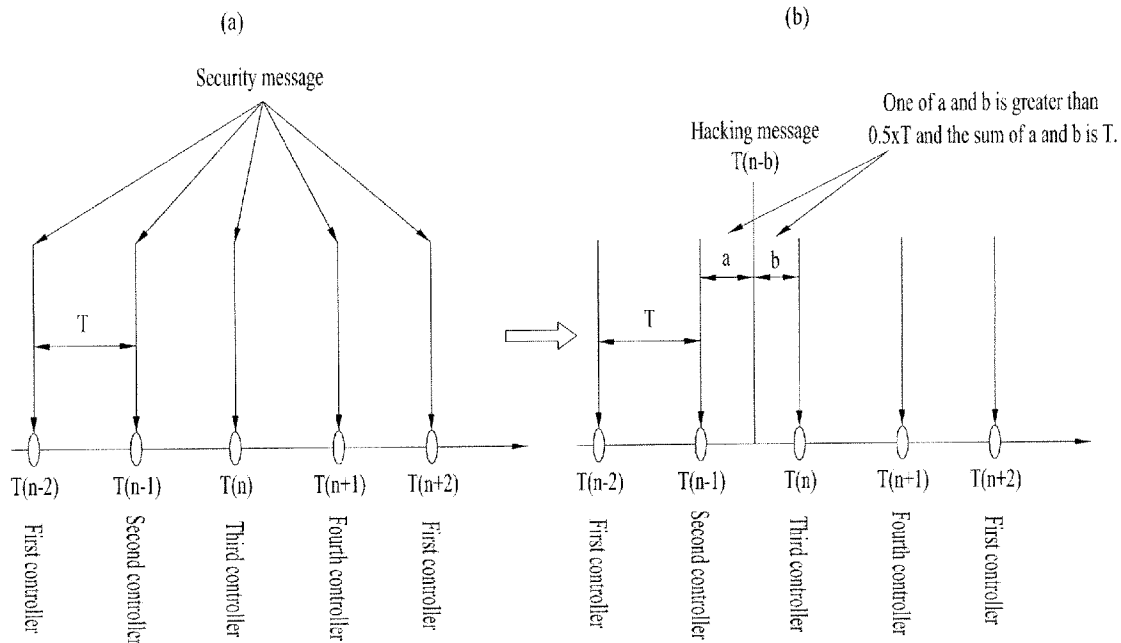 (a)
Security message
T
T(n-2)
T(n-1)
T(n)
T(n+1)
T(n+2)
First controller
Second controller
Third controller
Fourth controller
First controller
(b)
One of a and b is greater than
0.5xT and the sum of a and b is T.
Hacking message
T(n-b)
a
b
T
T(n-2)
T(n-1)
T(n)
T(n+1)
T(n+2)
First controller
Second controller
Third controller
Fourth controller
First controller